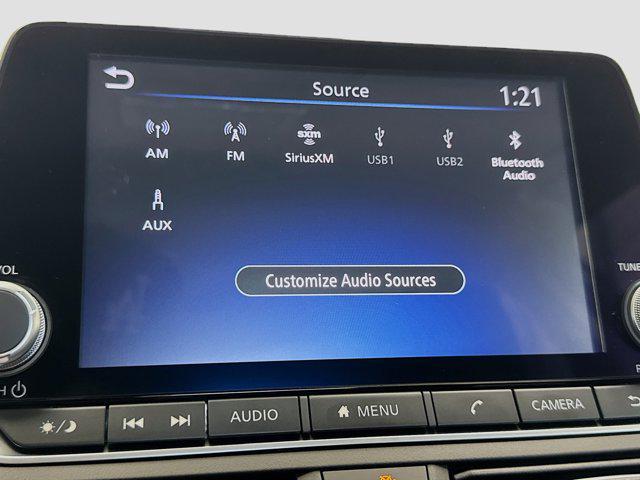 Source
1:21
AM
FM
sxm
SiriusXM
USB1
USB2
Bluetooth
Audio
AUX
Customize Audio Sources
VOL
TUNE
AUDIO
MENU
CAMERA